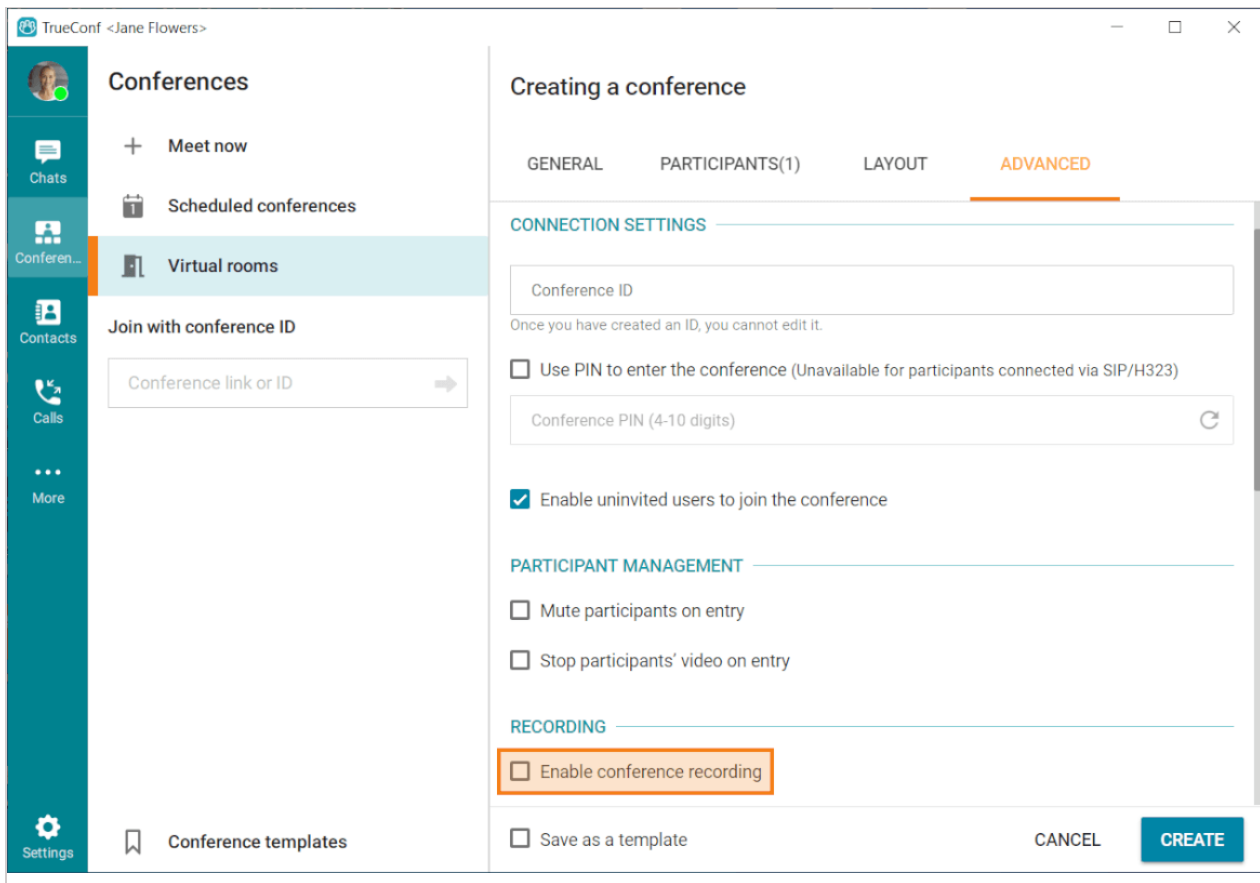 TrueConf <Jane Flowers>
Chats
Conferen...
Contacts
Calls
More
Settings
Conferences
Meet now
1
Scheduled conferences
Virtual rooms
Join with conference ID
Conference link or ID
Conference templates
Creating a conference
GENERAL PARTICIPANTS(1) LAYOUT ADVANCED
CONNECTION SETTINGS
Conference ID
Once you have created an ID, you cannot edit it.
Use PIN to enter the conference (Unavailable for participants connected via SIP/H323)
Conference PIN (4-10 digits)
Enable uninvited users to join the conference
PARTICIPANT MANAGEMENT
Mute participants on entry
Stop participants' video on entry
RECORDING
Enable conference recording
Save as a template CANCEL CREATE